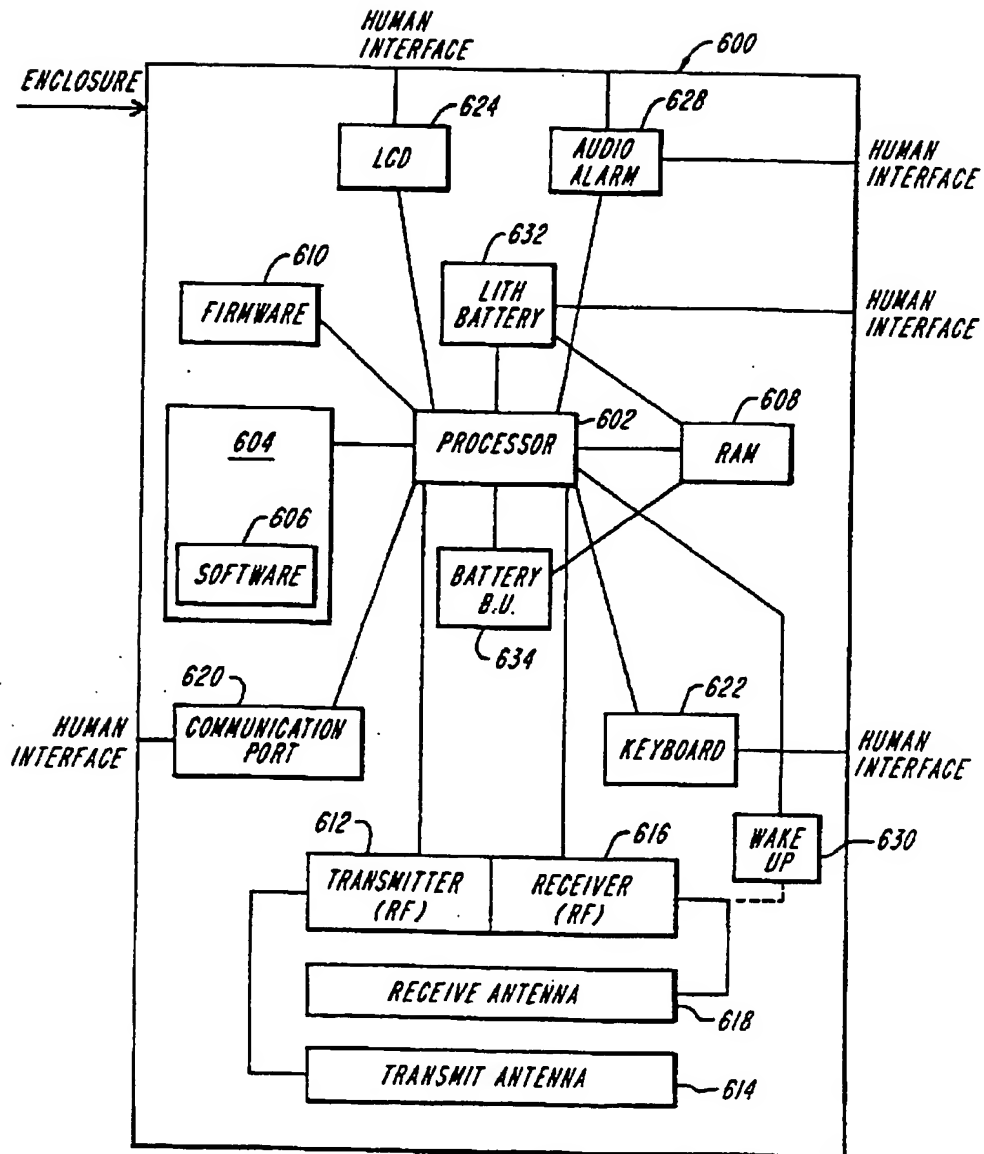 HUMAN
INTERFACE
600
ENCLOSURE
624
628
LCD
AUDIO
ALARM
HUMAN
INTERFACE
632
610
LITH
BATTERY
FIRMWARE
HUMAN
INTERFACE
602
608
PROCESSOR
RAM
604
606
SOFTWARE
BATTERY
B.U.
634
620
622
HUMAN
INTERFACE
COMMUNICATION
PORT
KEYBOARD
HUMAN
INTERFACE
612
616
WAKE
UP
630
TRANSMITTER
(RF)
RECEIVER
(RF)
RECEIVE ANTENNA
618
TRANSMIT ANTENNA
614